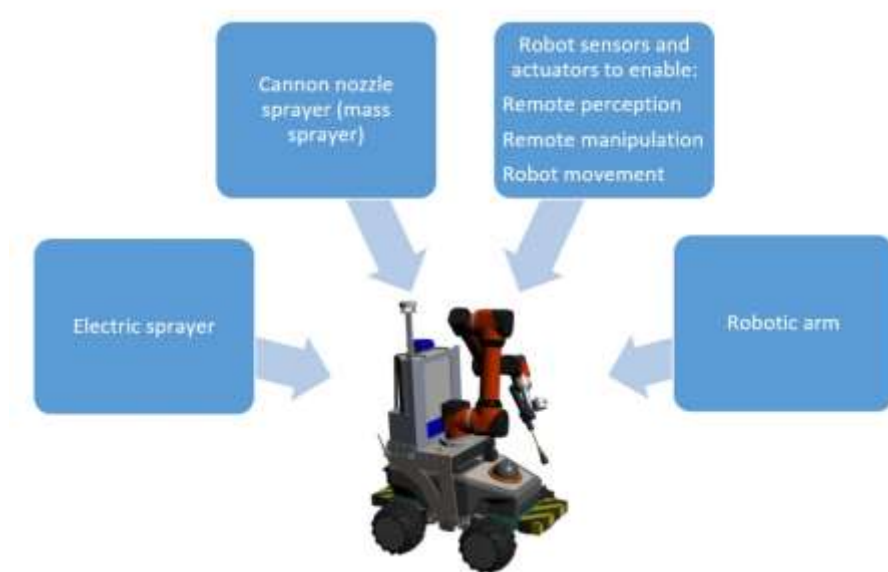 Cannon nozzle
sprayer (mass
sprayer)
Robot sensors and
actuators to enable:
Remote perception
Remote manipulation
Robot movement
Electric sprayer
Robotic arm